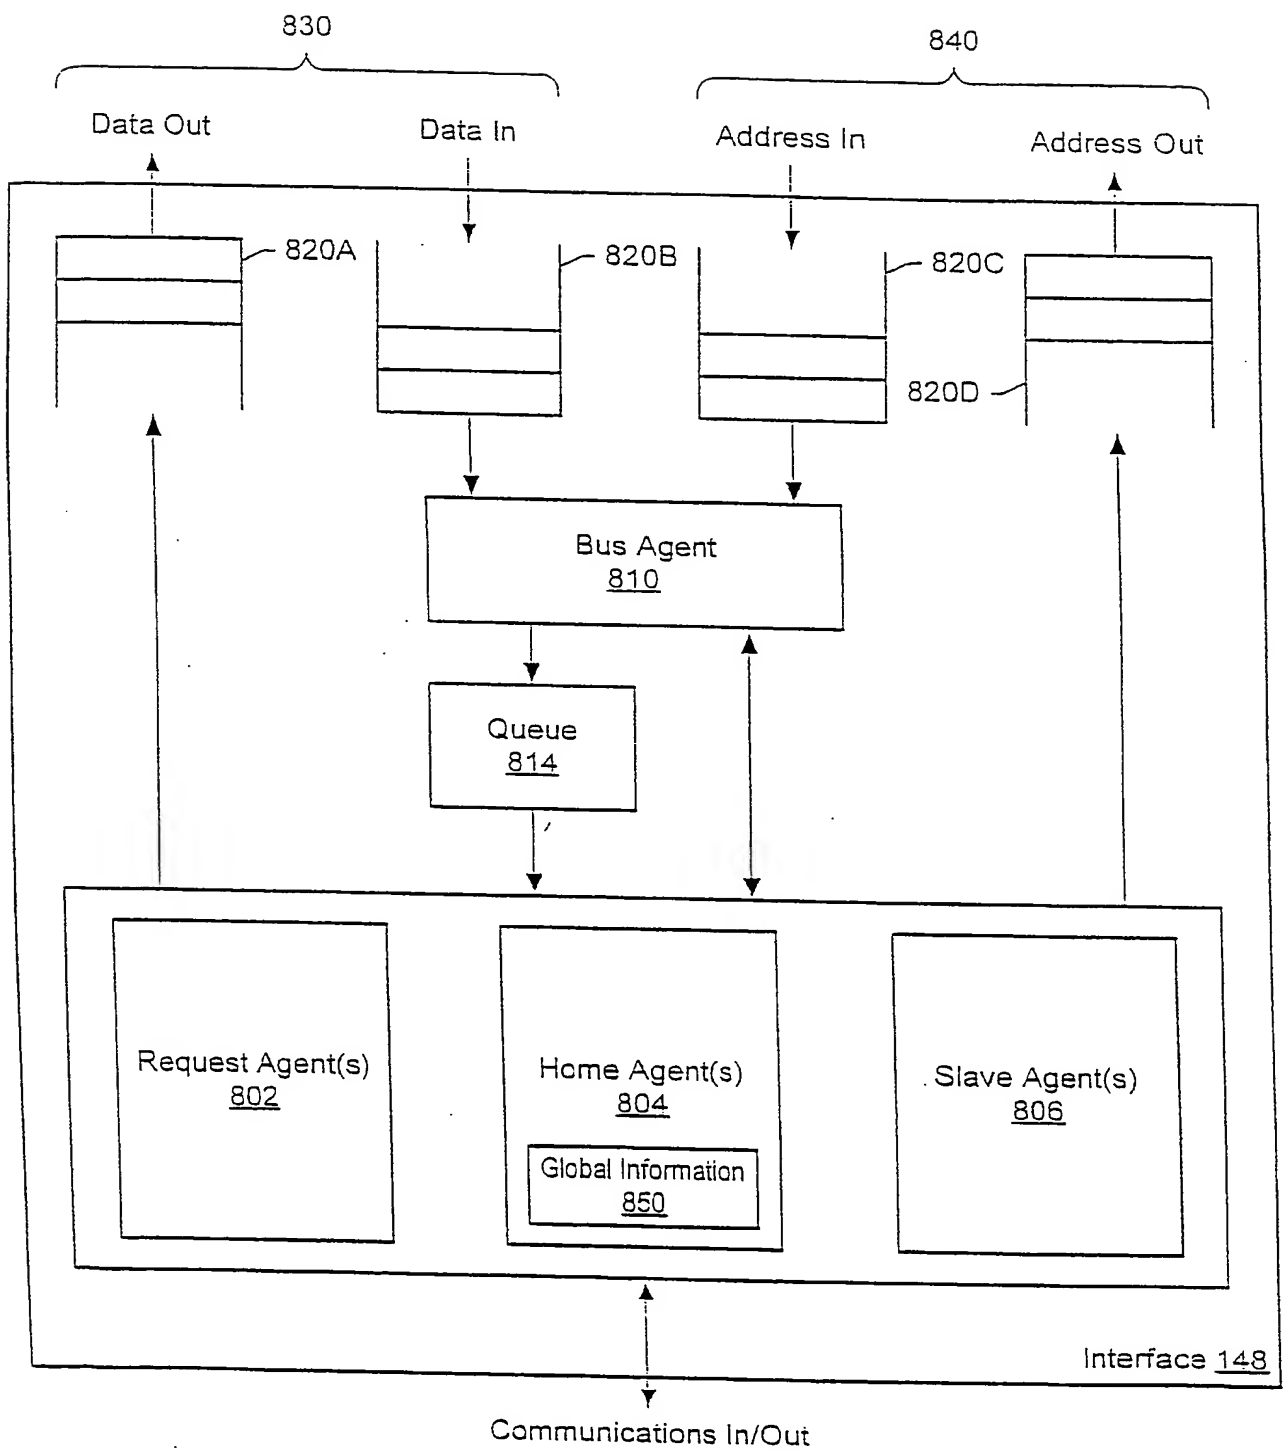 830
840
Data Out
Data In
Address In
Address Out
820A
820B
820C
820D
Bus Agent
810
Queue
814
Request Agent(s)
802
Home Agent(s)
804
Slave Agent(s)
806
Global Information
850
Interface 148
Communications In/Out